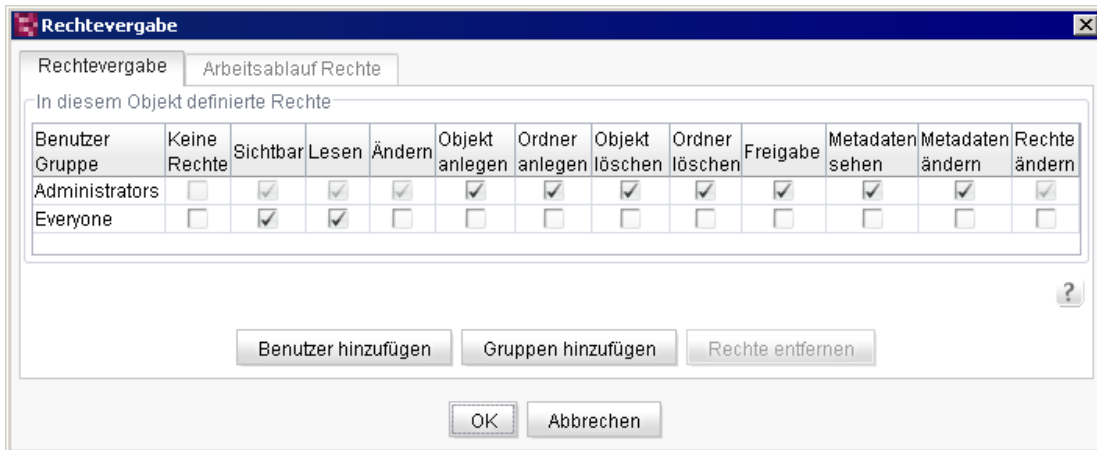 Rechtevergabe
Rechtevergabe Arbeitsablauf Rechte
In diesem Objekt definierte Rechte
Benutzer Gruppe Keine Rechte Sichtbar Lesen Ändern Objekt anlegen Ordner anlegen Objekt löschen Ordner löschen Freigabe Metadaten sehen Metadaten ändern Rechte ändern
Administrators
Everyone
?
Benutzer hinzufügen Gruppen hinzufügen Rechte entfernen
OK Abbrechen